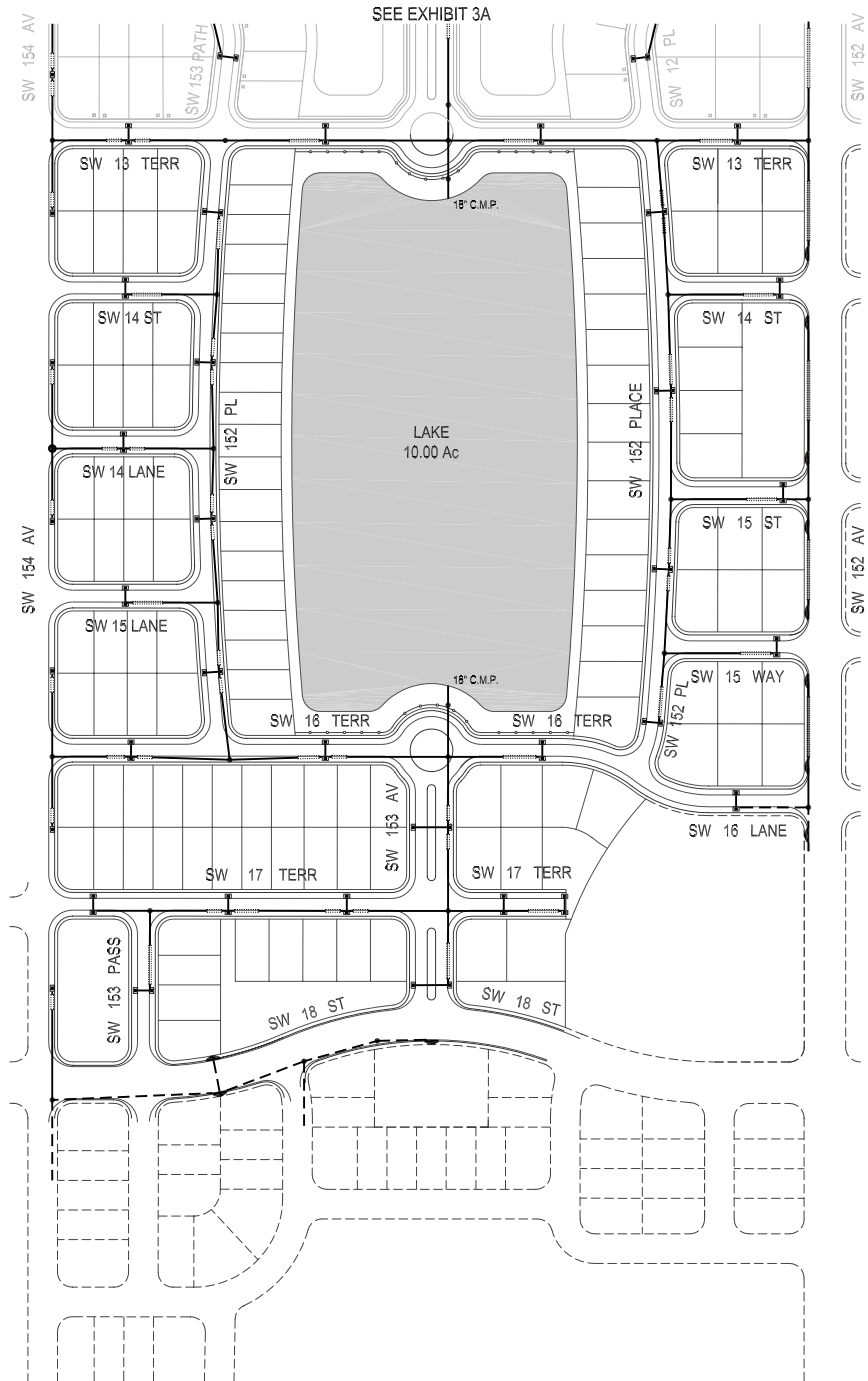 SEE EXHIBIT 3A
SW 154 AV
SW 153 PATH
SW 12 PL
SW 152 AV
SW 13 TERR
SW 13 TERR
18" C.M.P.
SW 14 ST
SW 14 ST
SW 152 PL
LAKE
10.00 Ac
SW 152 PLACE
SW 14 LANE
SW 154 AV
SW 15 ST
SW 152 AV
SW 15 LANE
18" C.M.P.
SW 15 WAY
SW 152 PL
SW 16 TERR
SW 16 TERR
SW 153 AV
SW 16 LANE
SW 17 TERR
SW 17 TERR
SW 153 PASS
SW 18 ST
SW 18 ST